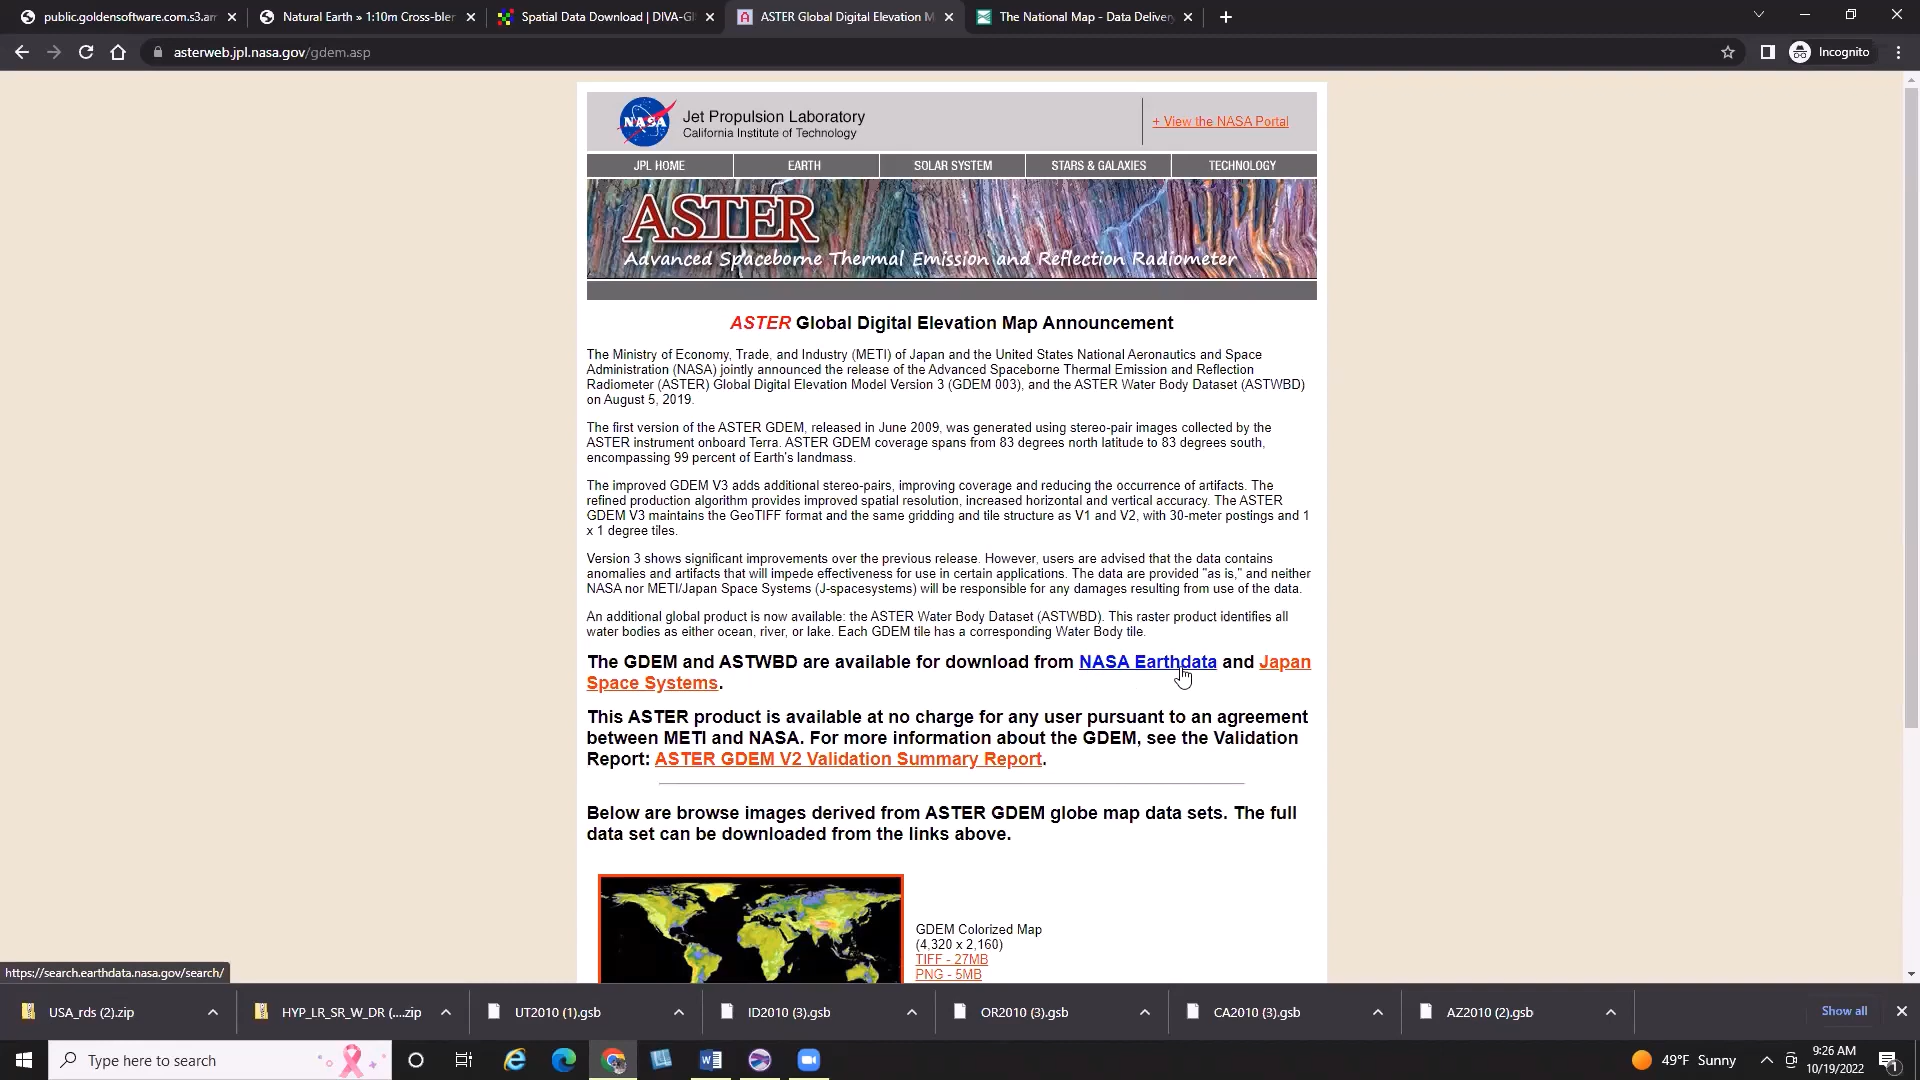 public.goldensoftware.com.s3.am
Natural Earth » 1:10m Cross-blen
Spatial Data Download | DIVA-GI
ASTER Global Digital Elevation M
The National Map - Data Delivery
asterweb.jpl.nasa.gov/gdem.asp
Incognito
NASA
Jet Propulsion Laboratory
California Institute of Technology
+ View the NASA Portal
JPL HOME
EARTH
SOLAR SYSTEM
STARS & GALAXIES
TECHNOLOGY
ASTER
Advanced Spaceborne Thermal Emission and Reflection Radiometer
ASTER Global Digital Elevation Map Announcement
The Ministry of Economy, Trade, and Industry (METI) of Japan and the United States National Aeronautics and Space
Administration (NASA) jointly announced the release of the Advanced Spaceborne Thermal Emission and Reflection
Radiometer (ASTER) Global Digital Elevation Model Version 3 (GDEM 003), and the ASTER Water Body Dataset (ASTWBD)
on August 5, 2019.
The first version of the ASTER GDEM, released in June 2009, was generated using stereo-pair images collected by the
ASTER instrument onboard Terra. ASTER GDEM coverage spans from 83 degrees north latitude to 83 degrees south,
encompassing 99 percent of Earth's landmass.
The improved GDEM V3 adds additional stereo-pairs, improving coverage and reducing the occurrence of artifacts. The
refined production algorithm provides improved spatial resolution, increased horizontal and vertical accuracy. The ASTER
GDEM V3 maintains the GeoTIFF format and the same gridding and tile structure as V1 and V2, with 30-meter postings and 1
x 1 degree tiles.
Version 3 shows significant improvements over the previous release. However, users are advised that the data contains
anomalies and artifacts that will impede effectiveness for use in certain applications. The data are provided "as is," and neither
NASA nor METI/Japan Space Systems (J-spacesystems) will be responsible for any damages resulting from use of the data.
An additional global product is now available: the ASTER Water Body Dataset (ASTWBD). This raster product identifies all
water bodies as either ocean, river, or lake. Each GDEM tile has a corresponding Water Body tile.
The GDEM and ASTWBD are available for download from NASA Earthdata and Japan
Space Systems.
This ASTER product is available at no charge for any user pursuant to an agreement
between METI and NASA. For more information about the GDEM, see the Validation
Report: ASTER GDEM V2 Validation Summary Report.
Below are browse images derived from ASTER GDEM globe map data sets. The full
data set can be downloaded from the links above.
GDEM Colorized Map
(4,320 x 2,160)
TIFF - 27MB
PNG - 5MB
https://search.earthdata.nasa.gov/search/
USA_rds (2).zip
HYP_LR_SR_W_DR (....zip
UT2010 (1).gsb
ID2010 (3).gsb
OR2010 (3).gsb
CA2010 (3).gsb
AZ2010 (2).gsb
Show all
Type here to search
49°F Sunny
9:26 AM
10/19/2022
1